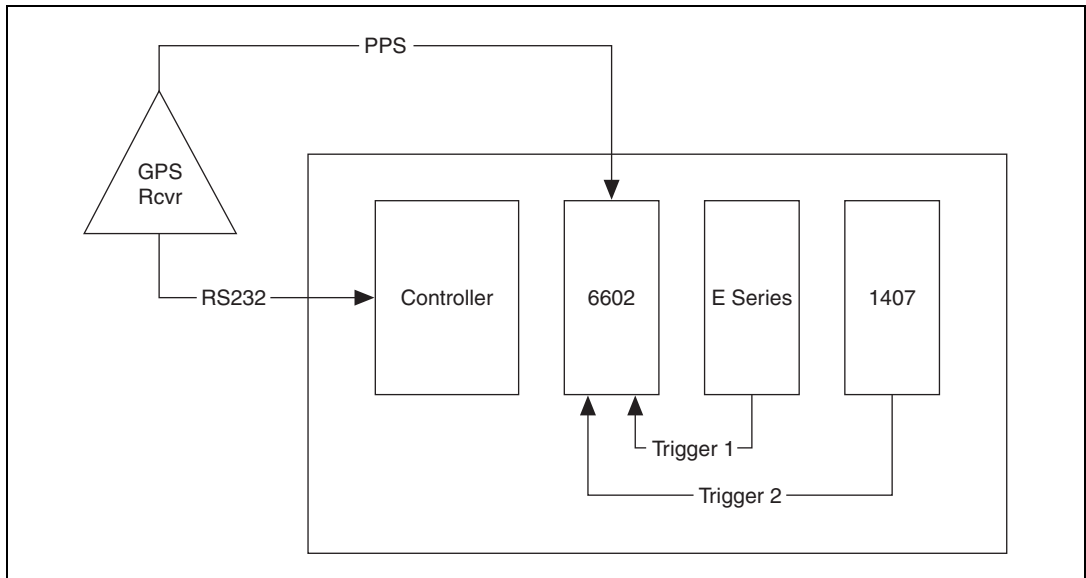 PPS
GPS
Rcvr
RS232
Controller
6602
E Series
1407
Trigger 1
Trigger 2